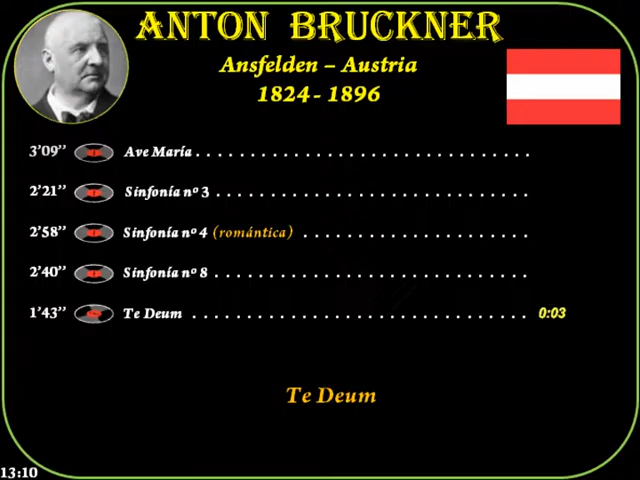 ANTON BRUCKNER
Ansfelden – Austria
1824 - 1896
3'09'' Ave María . . . . . . . . . . . . . . . . . . . . . . . . . . . . . . .
2'21'' Sinfonía nº 3 . . . . . . . . . . . . . . . . . . . . . . . . . . . . .
2'58'' Sinfonía nº 4 (romántica) . . . . . . . . . . . . . . . . . . . . .
2'40'' Sinfonía nº 8 . . . . . . . . . . . . . . . . . . . . . . . . . . . . .
1'43'' Te Deum . . . . . . . . . . . . . . . . . . . . . . . . . . . . . . . 0:03
Te Deum
13:10